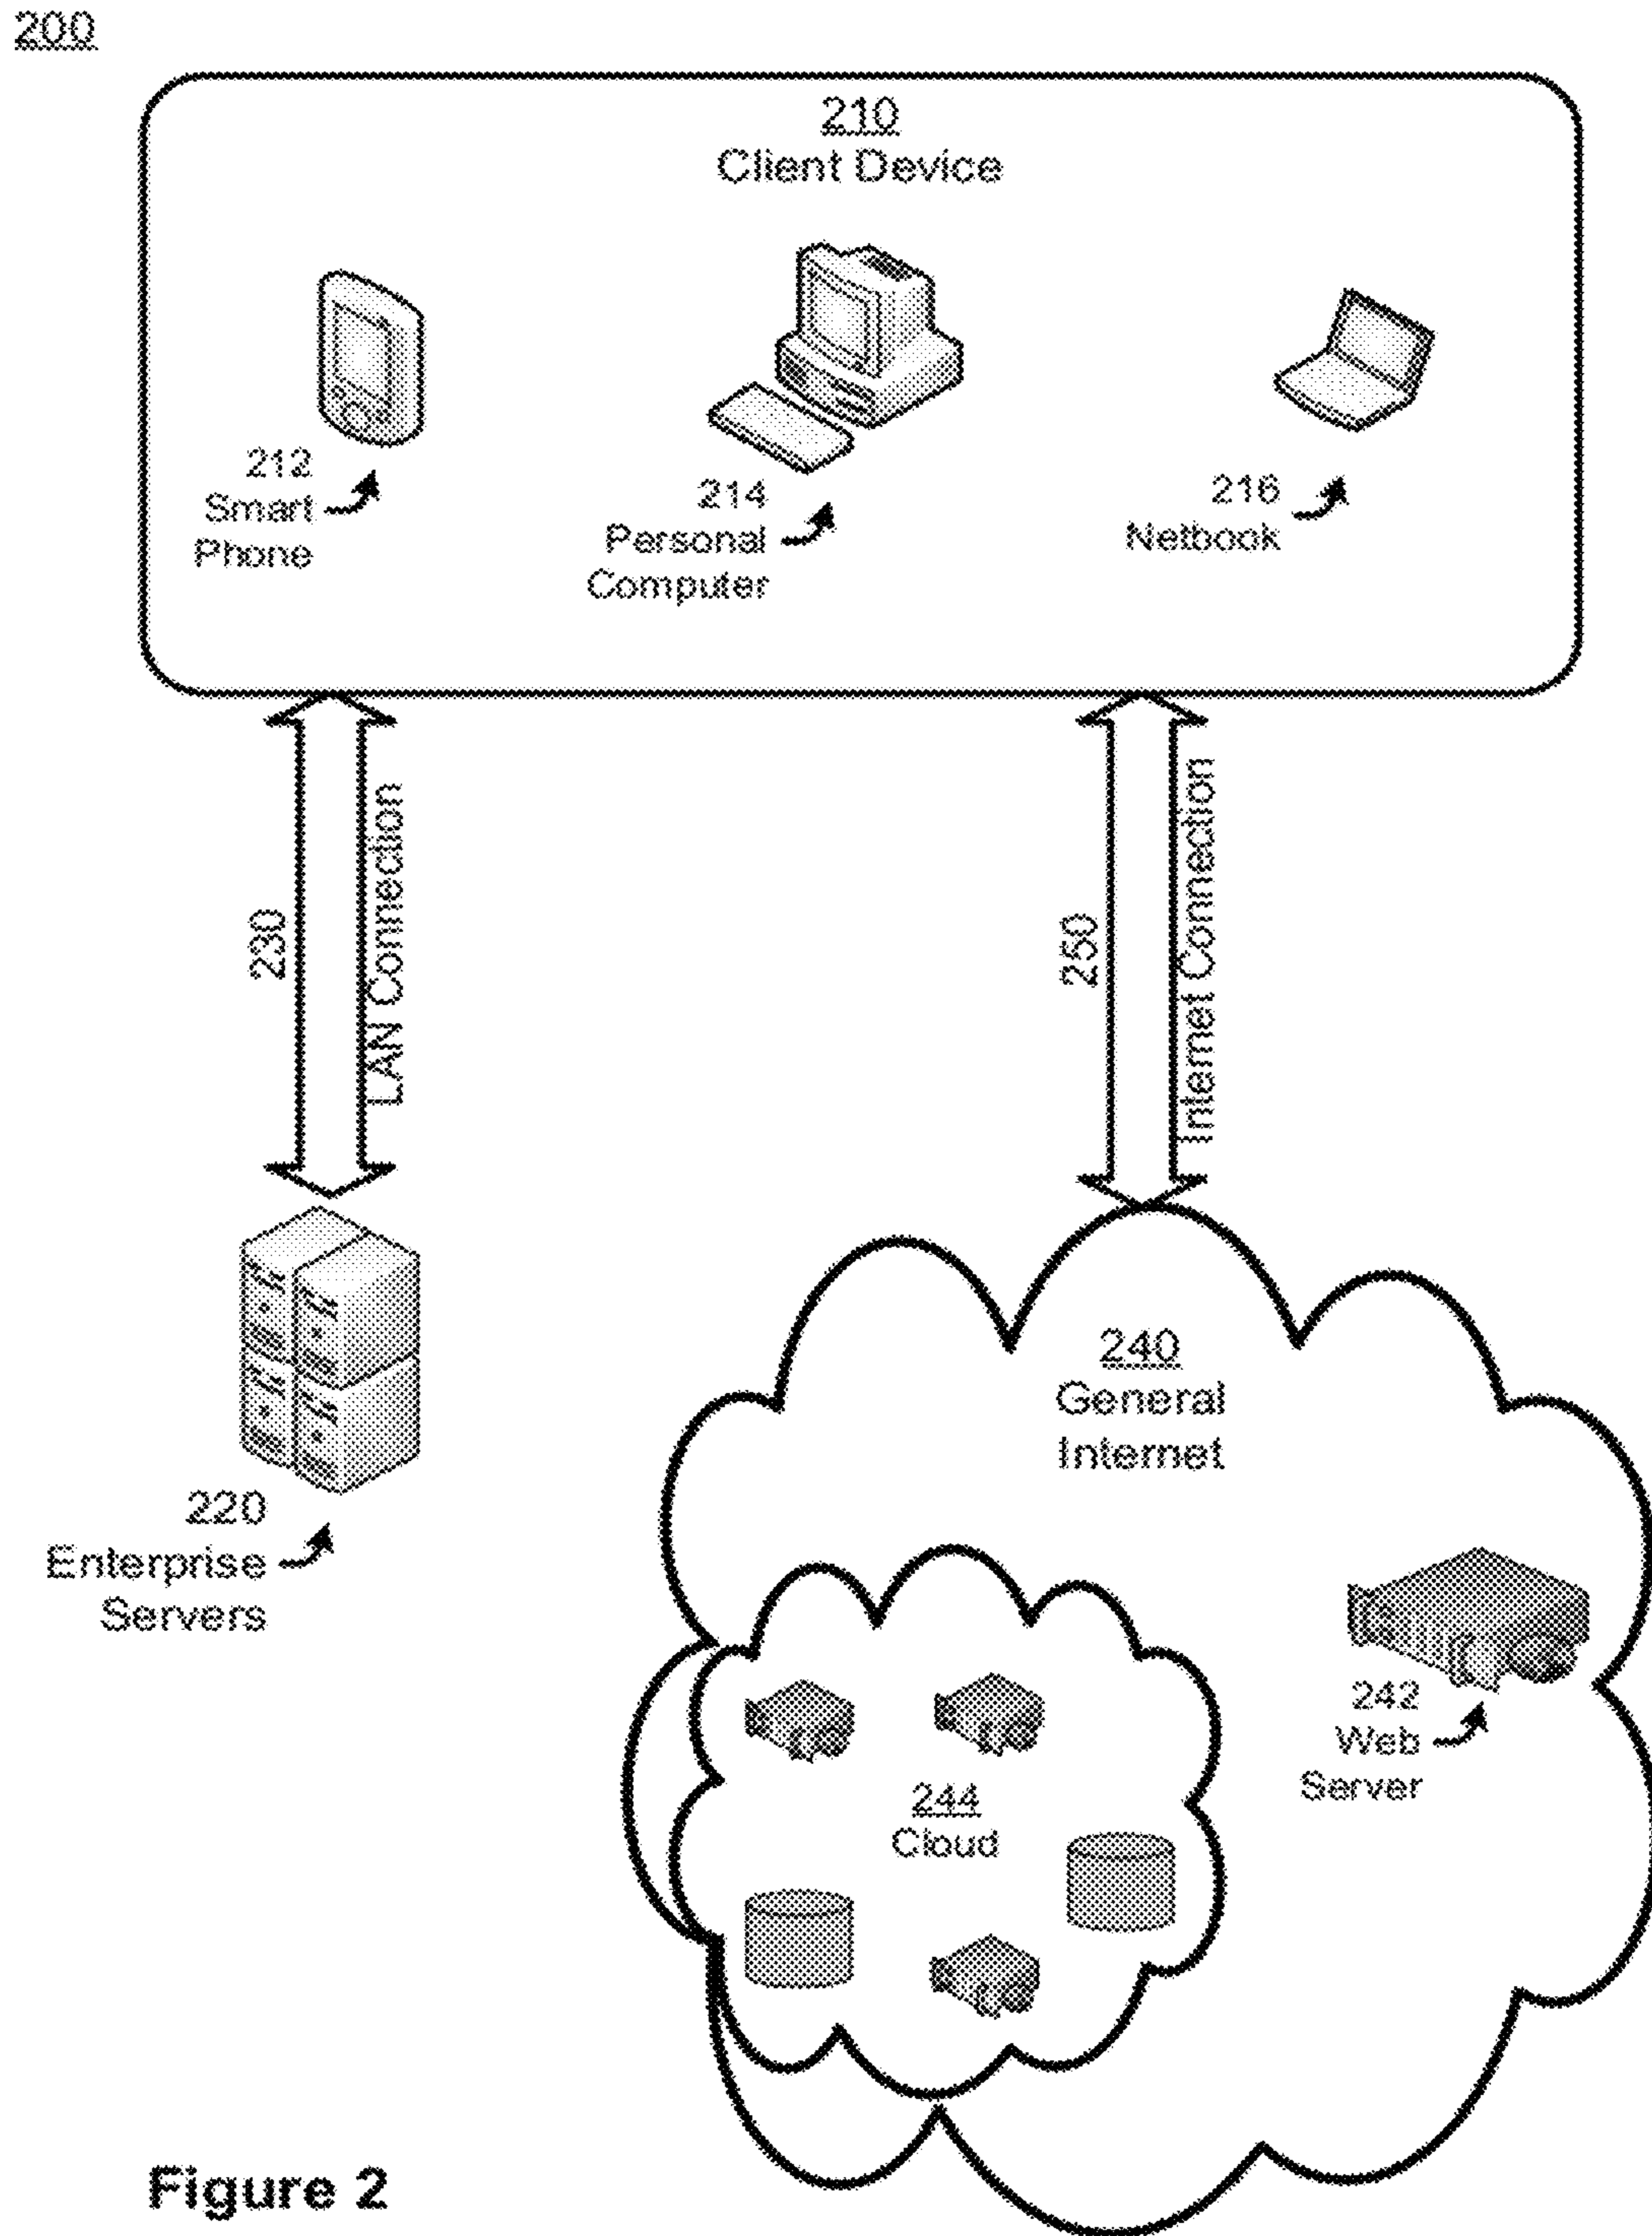 200
210
Client Device
212
Smart
Phone
214
Personal
Computer
216
Netbook
230
LAN Connection
250
Internet Connection
220
Enterprise
Servers
240
General
Internet
242
Web
Server
244
Cloud
Figure 2